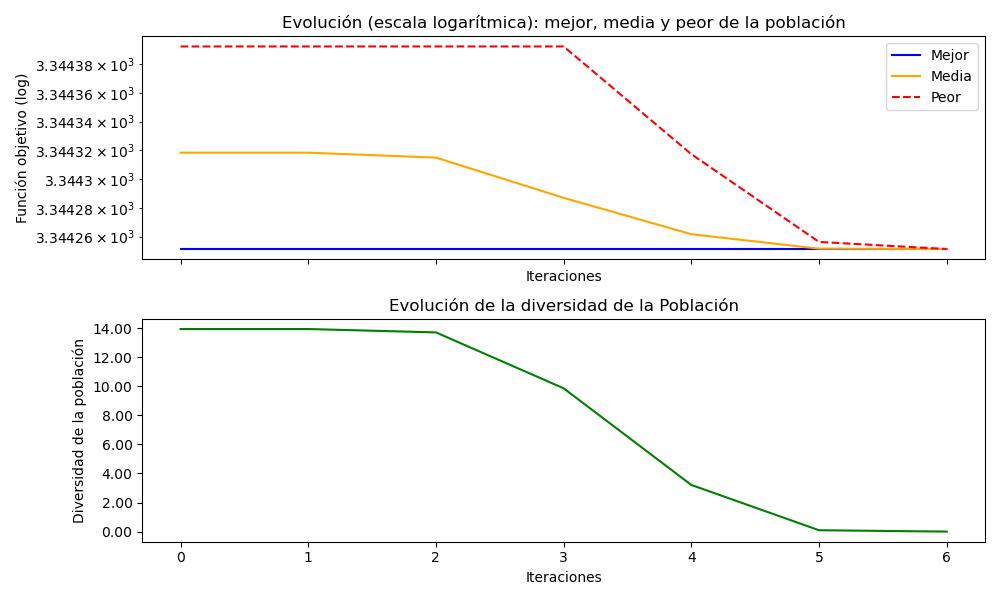 Evolución (escala logarítmica): mejor, media y peor de la población
Función objetivo (log)
3.34438 × 10³
3.34436 × 10³
3.34434 × 10³
3.34432 × 10³
3.3443 × 10³
3.34428 × 10³
3.34426 × 10³
Mejor
Media
Peor
Iteraciones
Evolución de la diversidad de la Población
Diversidad de la población
14.00
12.00
10.00
8.00
6.00
4.00
2.00
0.00
0 1 2 3 4 5 6
Iteraciones